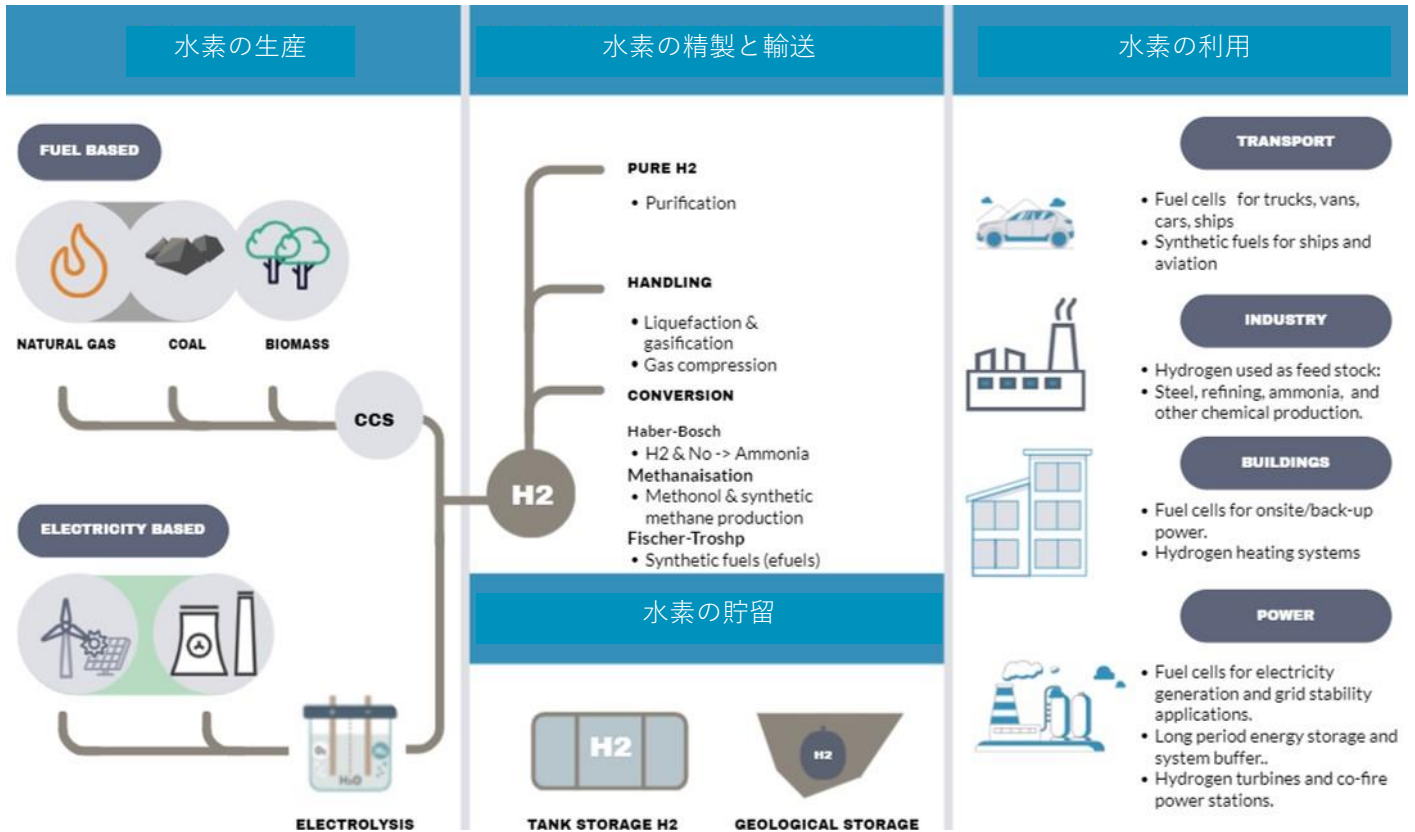 水素の生産
水素の精製と輸送
水素の利用
FUEL BASED
NATURAL GAS
COAL
BIOMASS
CCS
ELECTRICITY BASED
O₂
H₂O
ELECTROLYSIS
H2
PURE H2
• Purification
HANDLING
• Liquefaction &
gasification
• Gas compression
CONVERSION
Haber-Bosch
• H2 & No -> Ammonia
Methanaisation
• Methonol & synthetic
methane production
Fischer-Troshp
• Synthetic fuels (efuels)
水素の貯留
H2
TANK STORAGE H2
H2
GEOLOGICAL STORAGE
TRANSPORT
• Fuel cells for trucks, vans,
cars, ships
• Synthetic fuels for ships and
aviation
INDUSTRY
• Hydrogen used as feed stock:
• Steel, refining, ammonia, and
other chemical production.
BUILDINGS
• Fuel cells for onsite/back-up
power.
• Hydrogen heating systems
POWER
• Fuel cells for electricity
generation and grid stability
applications.
• Long period energy storage and
system buffer..
• Hydrogen turbines and co-fire
power stations.